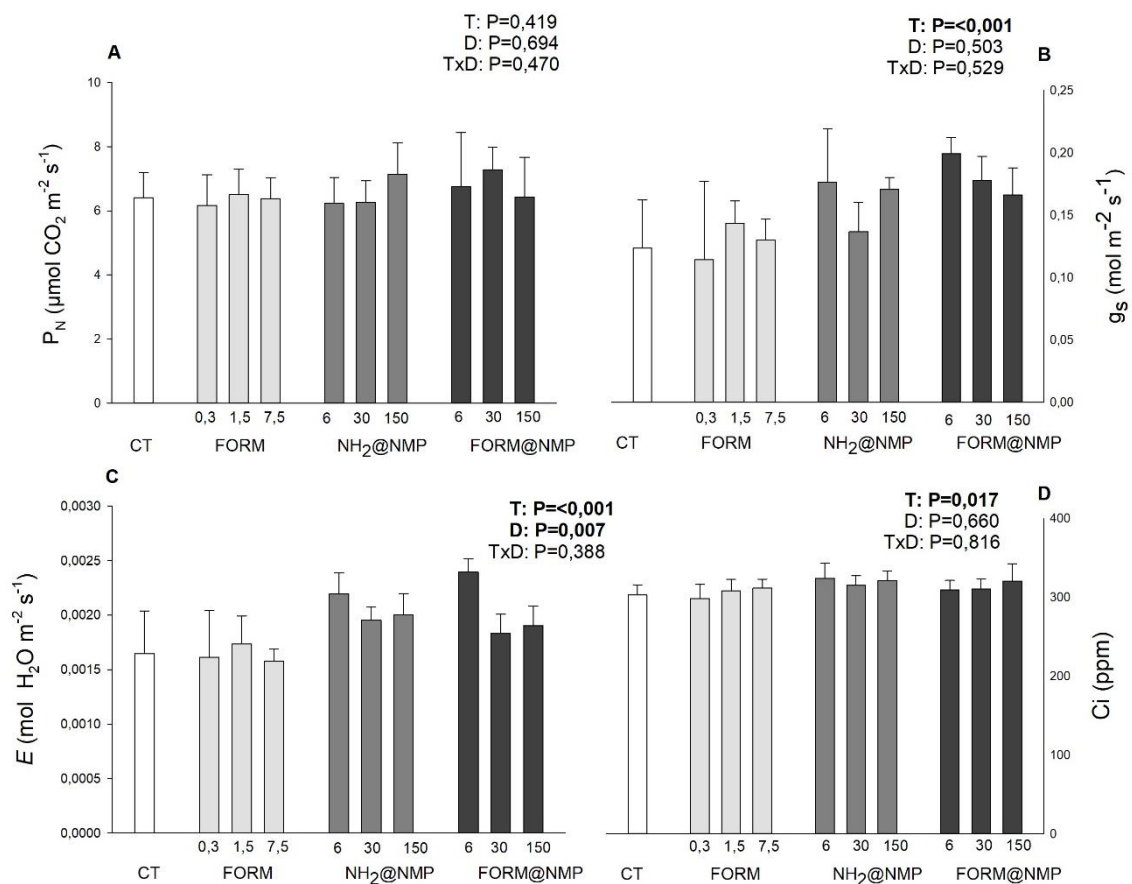 A
T: P=0,419
D: P=0,694
TxD: P=0,470
P_N (µmol CO₂ m⁻² s⁻¹)
10
8
6
4
2
0
0,3 1,5 7,5 6 30 150 6 30 150
CT FORM NH₂@NMP FORM@NMP
T: P=<0,001
D: P=0,503
TxD: P=0,529
B
0,25
0,20
0,15
0,10
0,05
0,00
gₛ (mol m⁻² s⁻¹)
0,3 1,5 7,5 6 30 150 6 30 150
CT FORM NH₂@NMP FORM@NMP
C
T: P=<0,001
D: P=0,007
TxD: P=0,388
E (mol H₂O m⁻² s⁻¹)
0,0030
0,0025
0,0020
0,0015
0,0010
0,0005
0,0000
0,3 1,5 7,5 6 30 150 6 30 150
CT FORM NH₂@NMP FORM@NMP
T: P=0,017
D: P=0,660
TxD: P=0,816
D
400
300
200
100
0
Ci (ppm)
0,3 1,5 7,5 6 30 150 6 30 150
CT FORM NH₂@NMP FORM@NMP